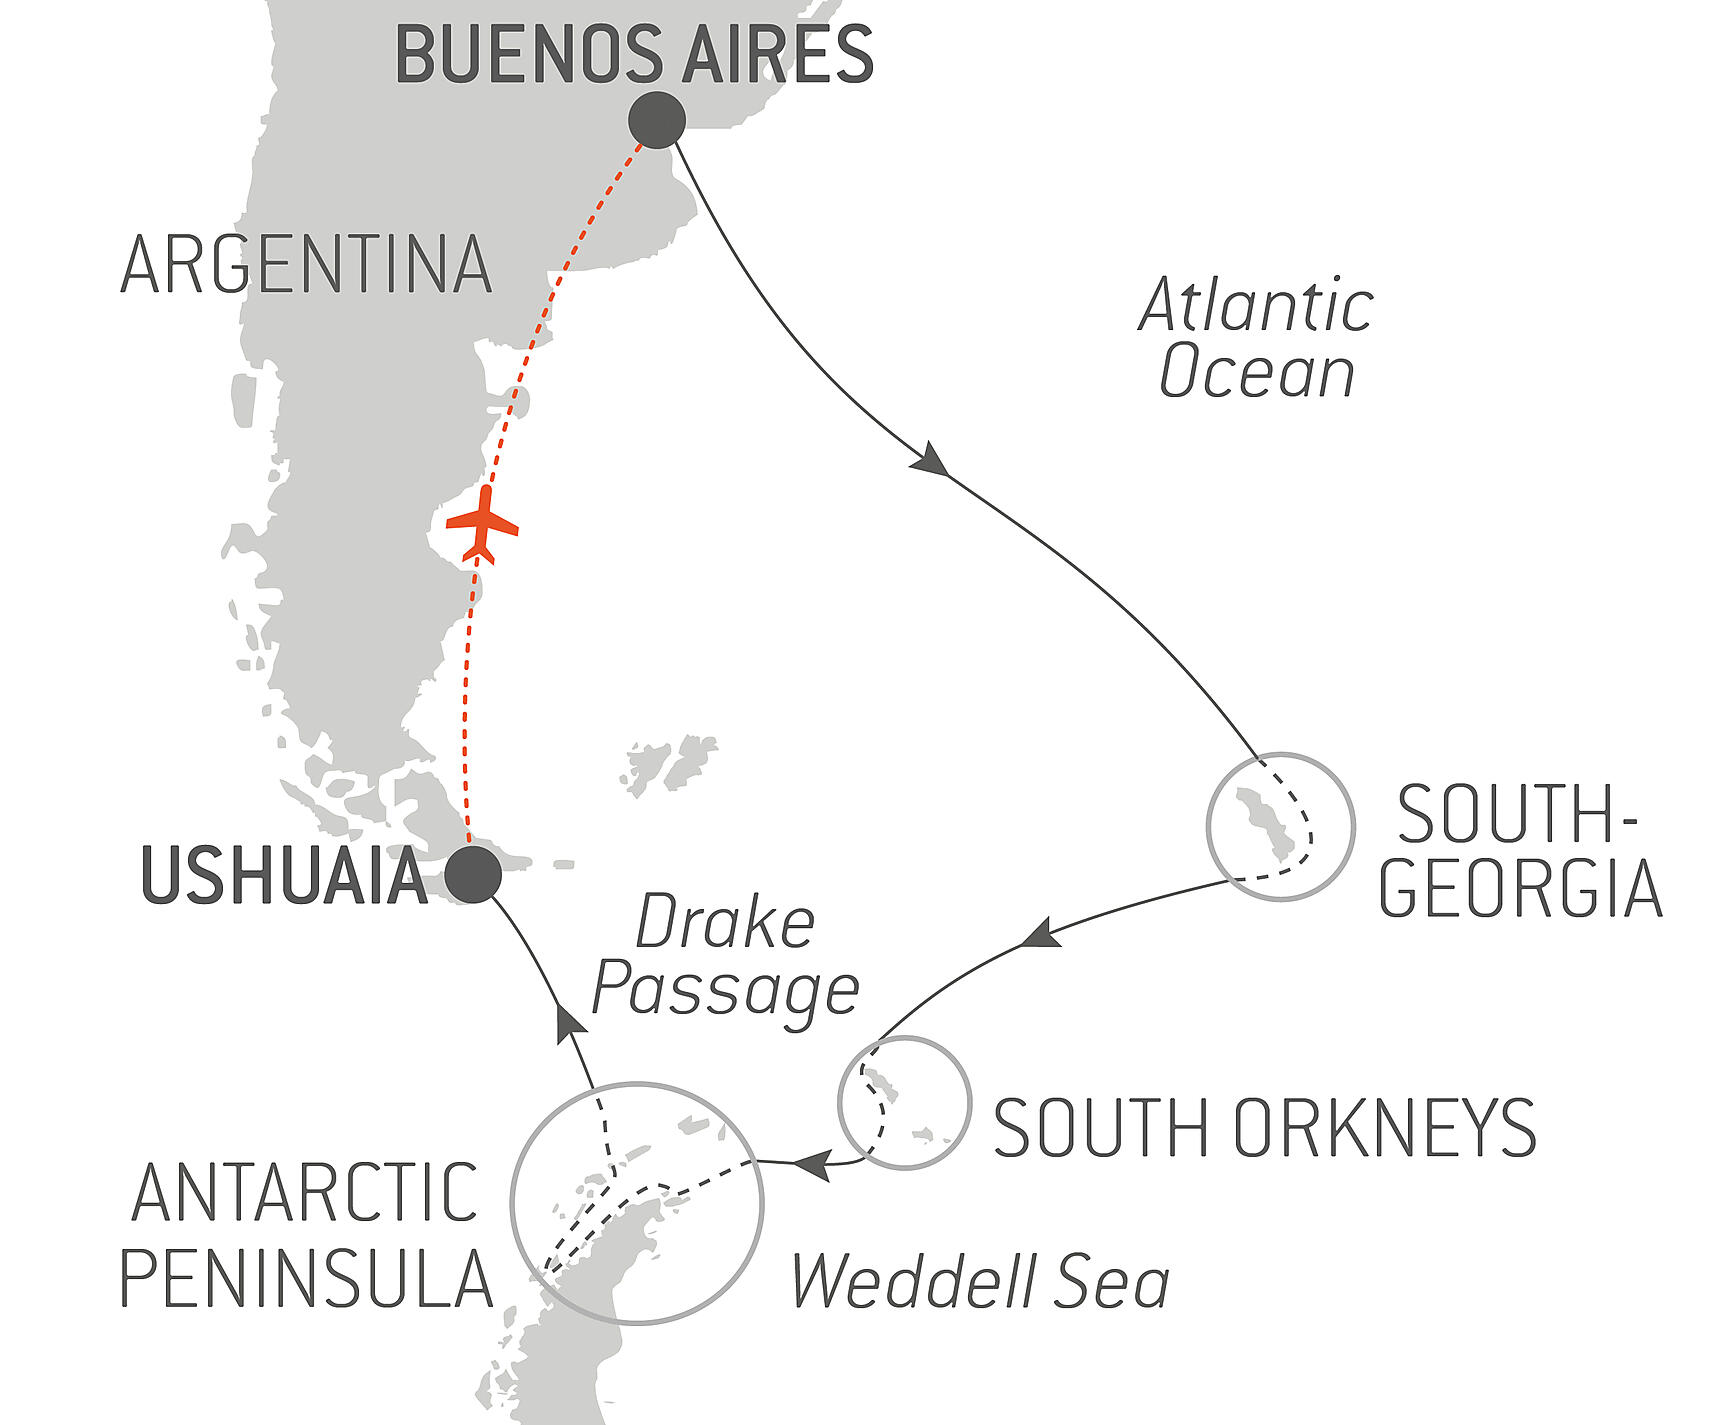 BUENOS AIRES
ARGENTINA
Atlantic
Ocean
SOUTH-
GEORGIA
USHUAIA
Drake
Passage
SOUTH ORKNEYS
ANTARCTIC
PENINSULA
Weddell Sea